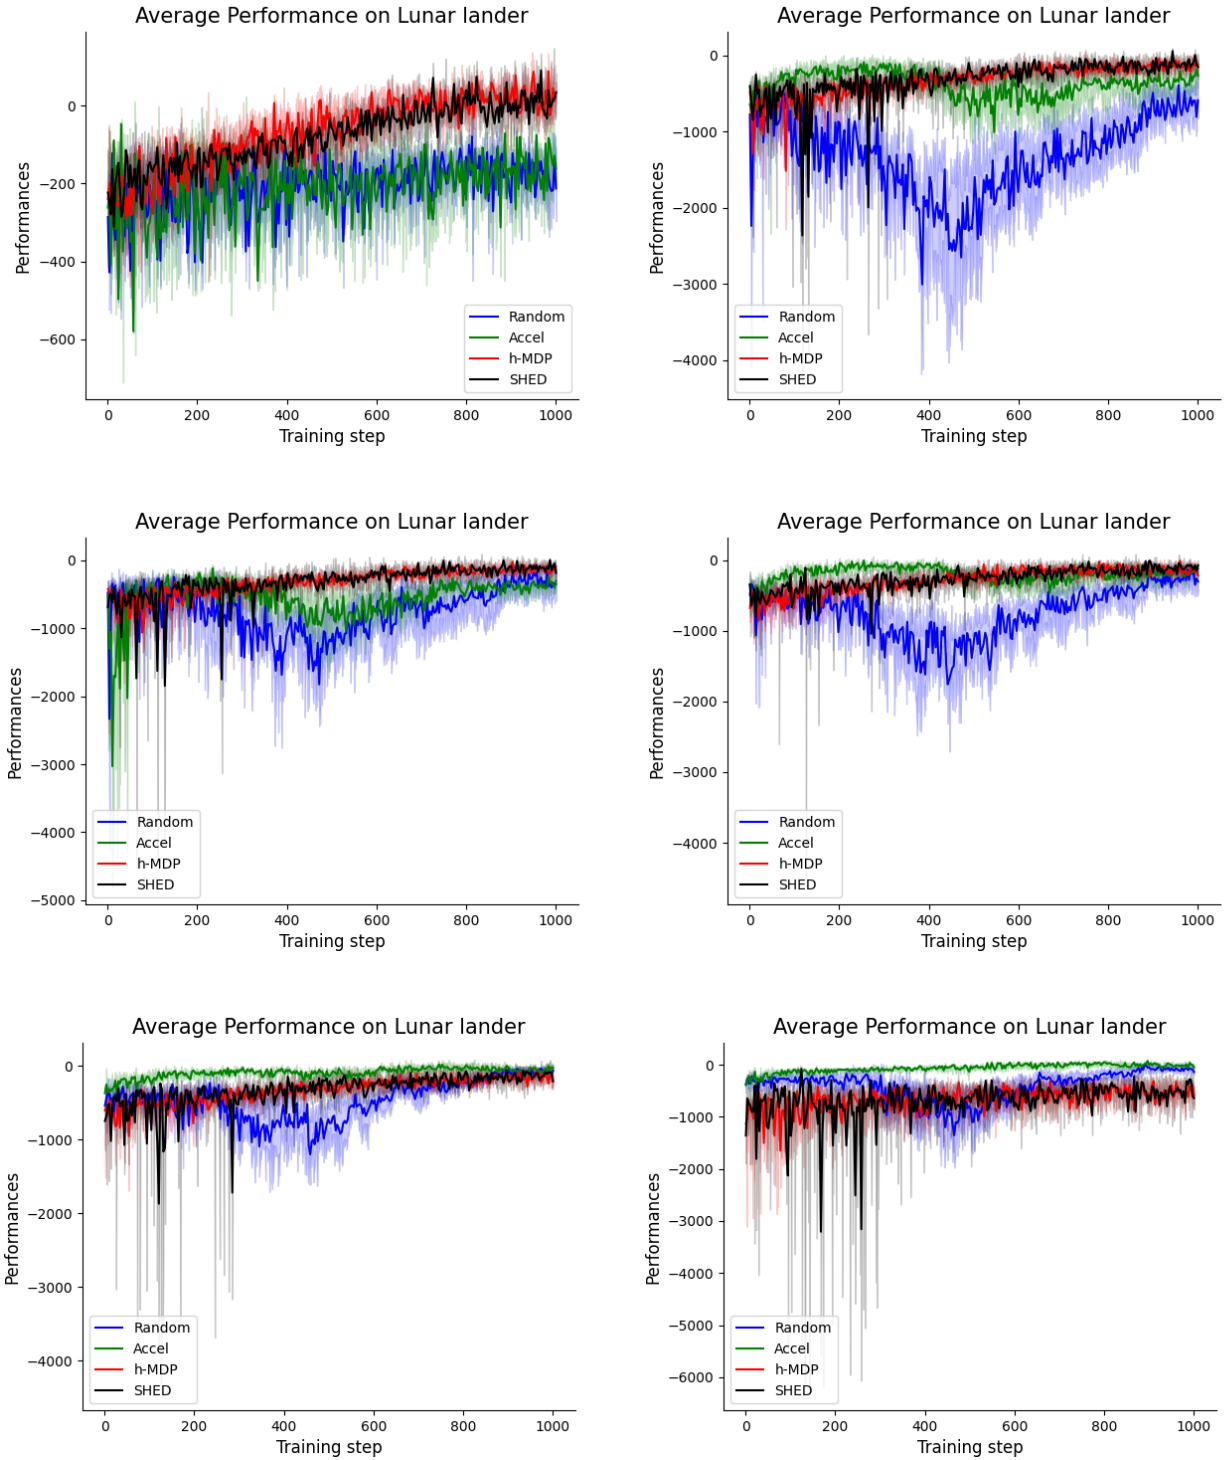 Average Performance on Lunar lander
Performances
0
−200
−400
−600
Random
Accel
h-MDP
SHED
0 200 400 600 800 1000
Training step
Average Performance on Lunar lander
Performances
0
−1000
−2000
−3000
−4000
Random
Accel
h-MDP
SHED
0 200 400 600 800 1000
Training step
Average Performance on Lunar lander
Performances
0
−1000
−2000
−3000
−4000
−5000
Random
Accel
h-MDP
SHED
0 200 400 600 800 1000
Training step
Average Performance on Lunar lander
Performances
0
−1000
−2000
−3000
−4000
Random
Accel
h-MDP
SHED
0 200 400 600 800 1000
Training step
Average Performance on Lunar lander
Performances
0
−1000
−2000
−3000
−4000
Random
Accel
h-MDP
SHED
0 200 400 600 800 1000
Training step
Average Performance on Lunar lander
Performances
0
−1000
−2000
−3000
−4000
−5000
−6000
Random
Accel
h-MDP
SHED
0 200 400 600 800 1000
Training step